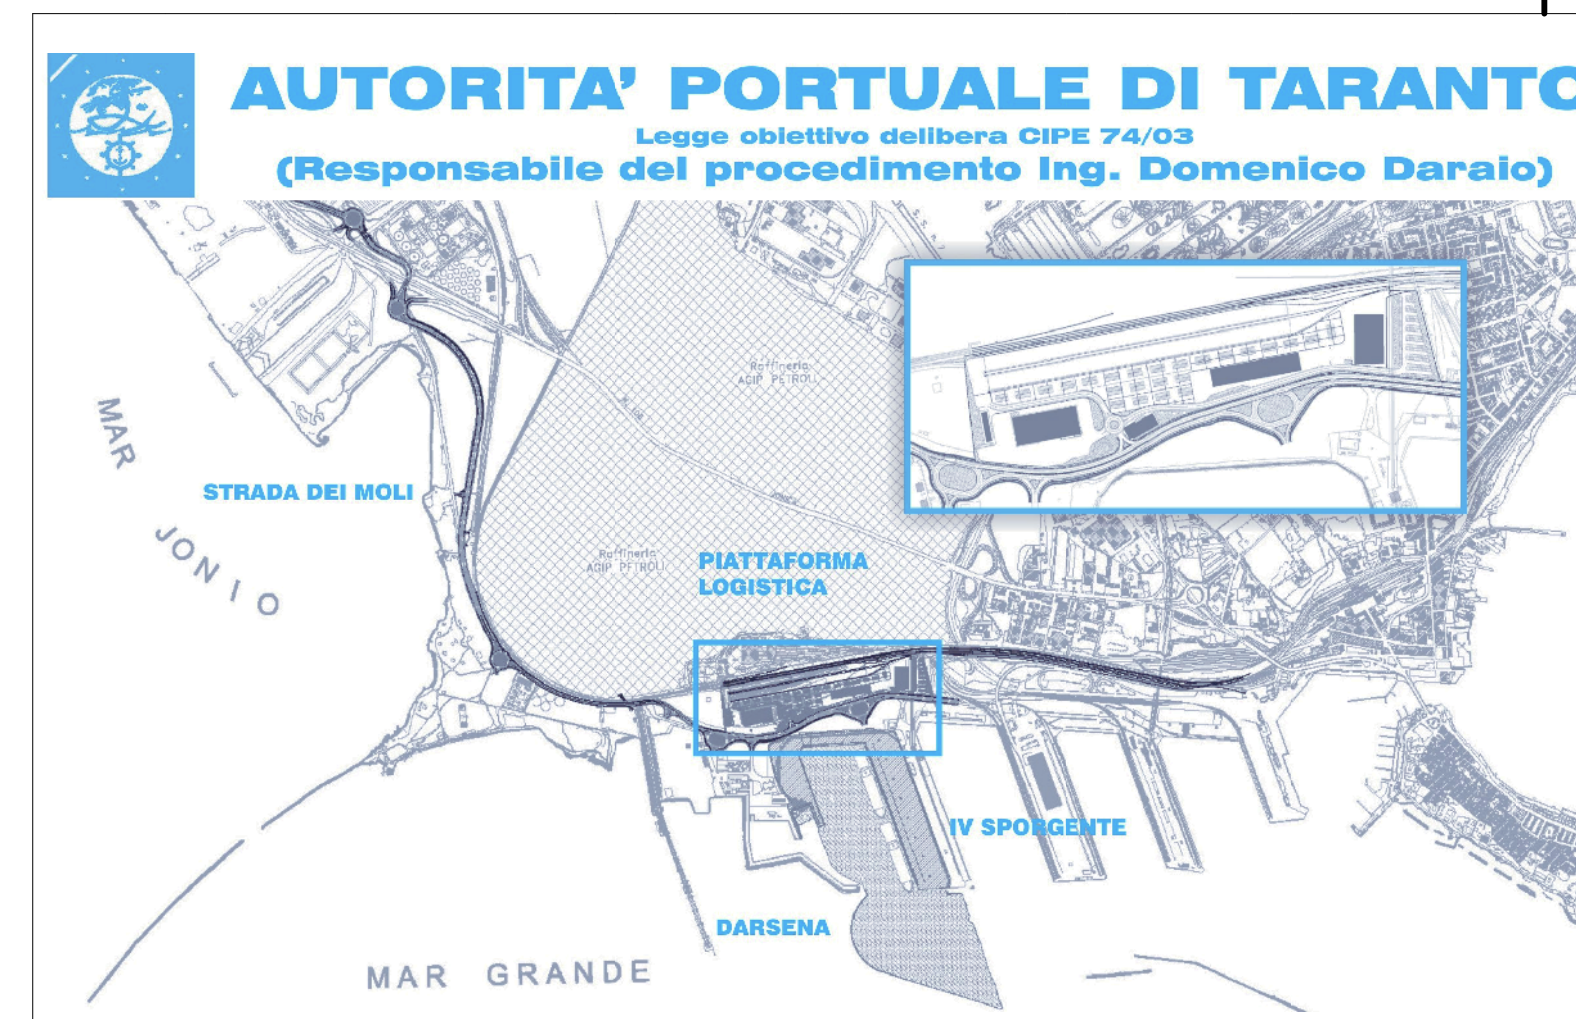 AUTORITA' PORTUALE DI TARANTO
Legge obiettivo delibera CIPE 74/03
(Responsabile del procedimento Ing. Domenico Daraio)
Raffineria
AGIP PETROLI
MAR
JONIO
STRADA DEI MOLI
Raffineria
AGIP PETROLI
PIATTAFORMA
LOGISTICA
IV SPORGENTE
DARSENA
MAR GRANDE